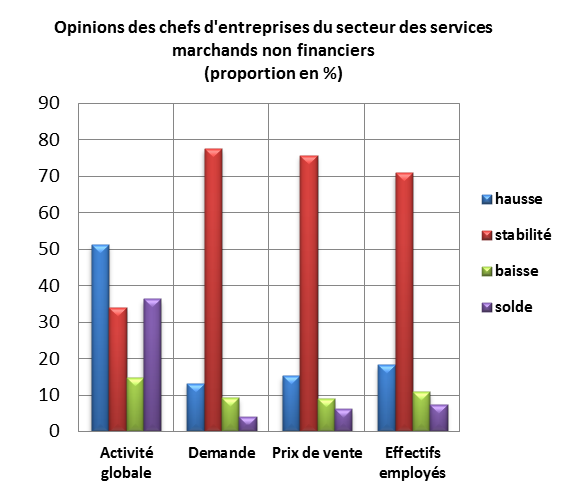 Opinions des chefs d'entreprises du secteur des services
marchands non financiers
(proportion en %)
90
80
70
60
50
40
30
20
10
0
Activité
globale
Demande
Prix de vente
Effectifs
employés
hausse
stabilité
baisse
solde